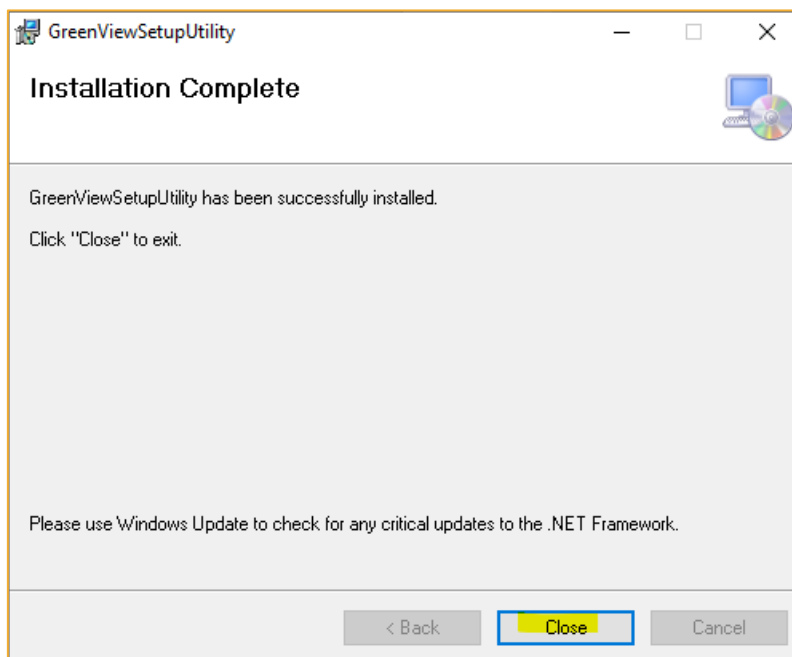 GreenViewSetupUtility
Installation Complete
GreenViewSetupUtility has been successfully installed.
Click "Close" to exit.
Please use Windows Update to check for any critical updates to the .NET Framework.
< Back
Close
Cancel